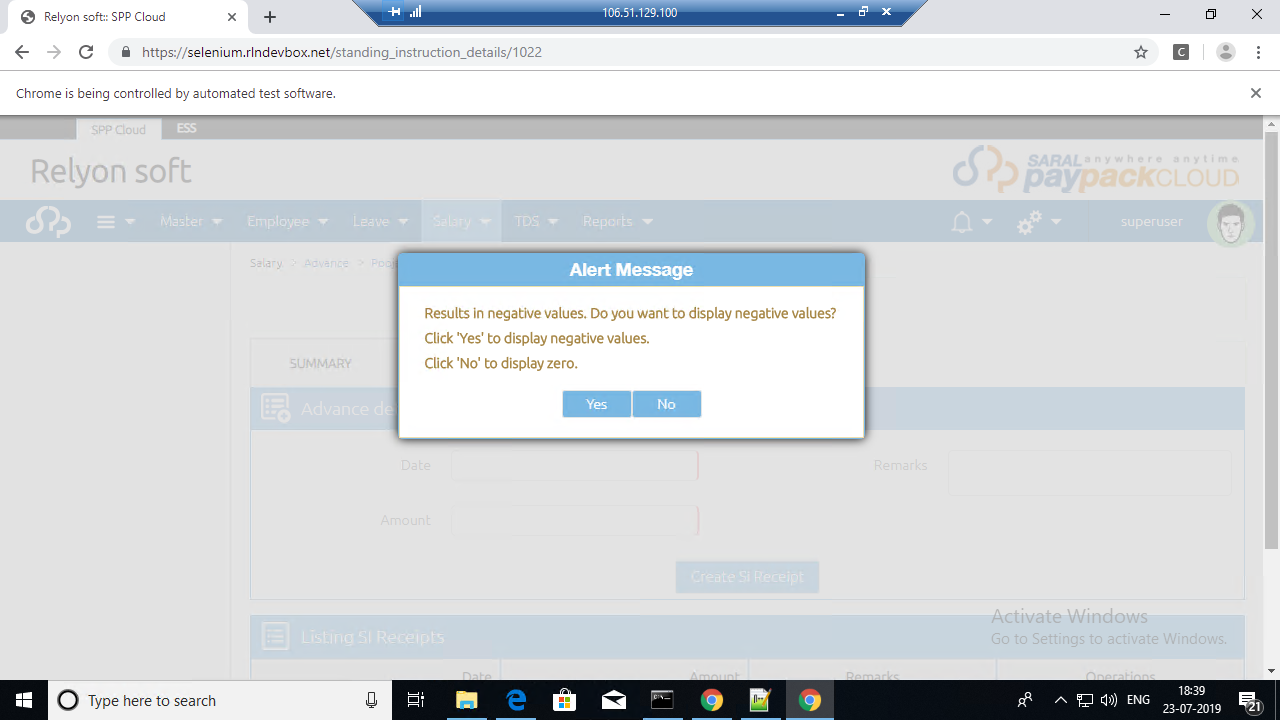 Relyon soft:: SPP Cloud
106.51.129.100
https://selenium.rlndevbox.net/standing_instruction_details/1022
C
Chrome is being controlled by automated test software.
SPP Cloud
ESS
Relyon soft
SARAL anywhere anytime
paypackCLOUD
Master
Employee
Leave
Salary
TDS
Reports
superuser
Salary > Advance >
Alert Message
Results in negative values. Do you want to display negative values?
Click 'Yes' to display negative values.
Click 'No' to display zero.
Yes
No
SUMMARY
Advance de
Date
Remarks
Amount
Create SI Receipt
Activate Windows
Go to Settings to activate Windows.
Listing SI Receipts
Date
Amount
Remarks
Operations
Type here to search
ENG
18:39
23-07-2019
21